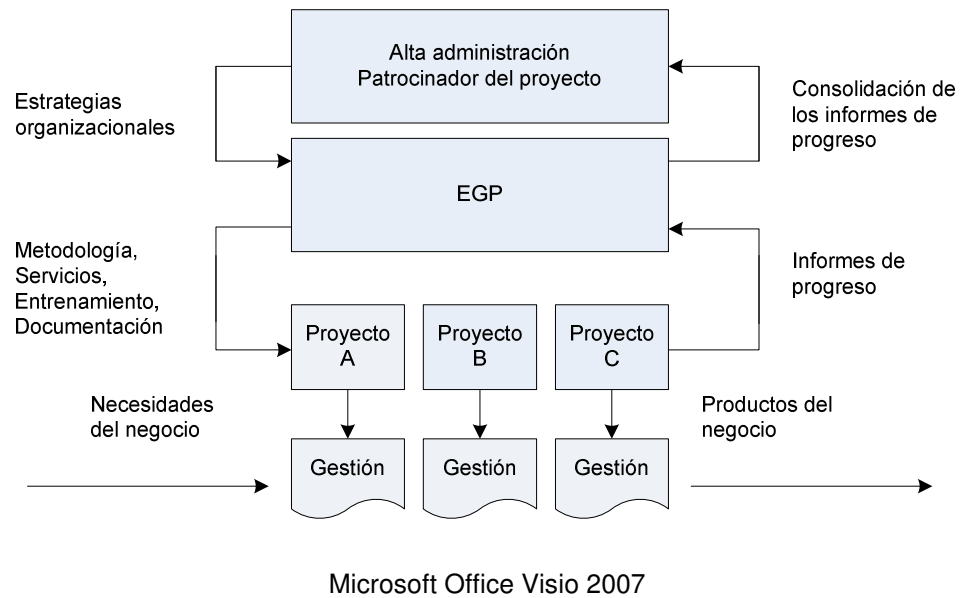 Alta administración
Patrocinador del proyecto
Estrategias
organizacionales
Consolidación de
los informes de
progreso
EGP
Metodología,
Servicios,
Entrenamiento,
Documentación
Informes de
progreso
Proyecto
A
Proyecto
B
Proyecto
C
Necesidades
del negocio
Productos del
negocio
Gestión
Gestión
Gestión
Microsoft Office Visio 2007